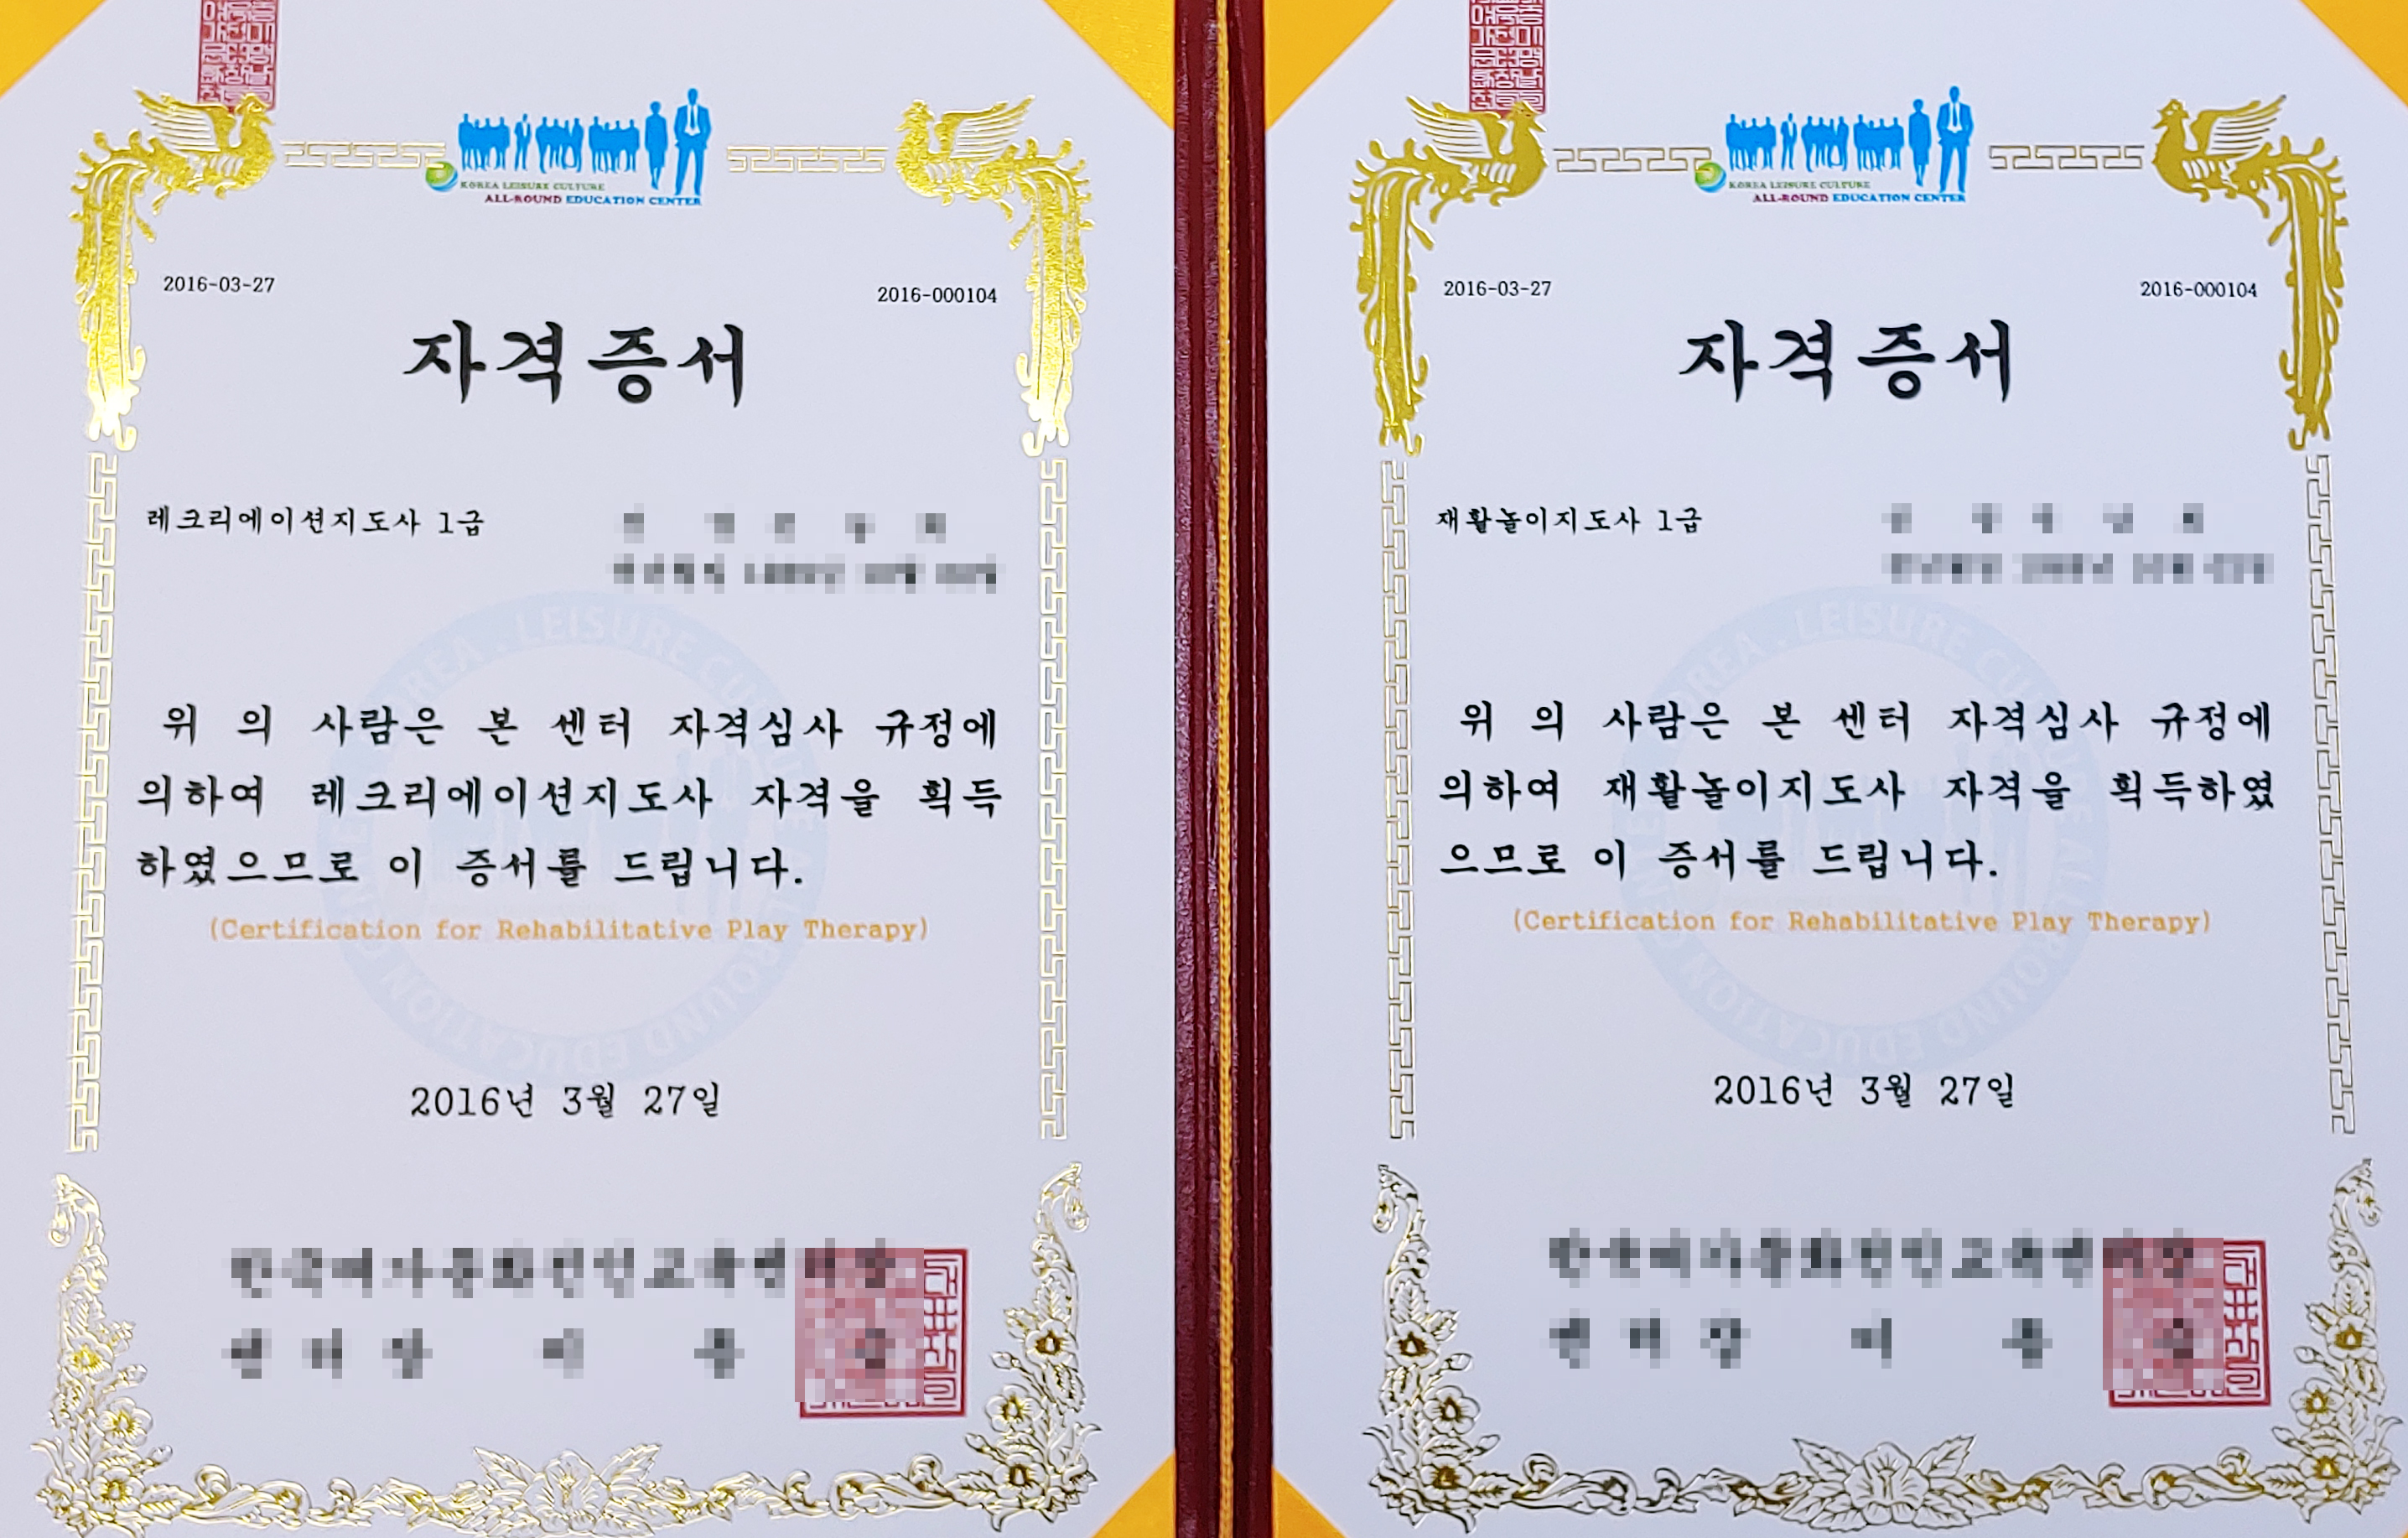 KOREA LEISURE CULTURE
ALL-ROUND EDUCATION CENTER
2016-03-27
2016-000104
자격증서
레크리에이션지도사 1급
위 의 사람은 본 센터 자격심사 규정에
의하여 레크리에이션지도사 자격을 획득
하였으므로 이 증서를 드립니다.
(Certification for Rehabilitative Play Therapy)
2016년 3월 27일
KOREA LEISURE CULTURE
ALL-ROUND EDUCATION CENTER
2016-03-27
2016-000104
자격증서
재활놀이지도사 1급
위 의 사람은 본 센터 자격심사 규정에
의하여 재활놀이지도사 자격을 획득하였
으므로 이 증서를 드립니다.
(Certification for Rehabilitative Play Therapy)
2016년 3월 27일